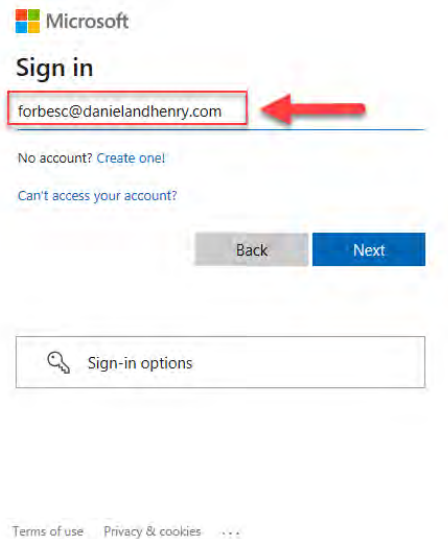 Microsoft
Sign in
forbesc@danielandhenry.com
No account? Create one!
Can't access your account?
Back Next
Sign-in options
Terms of use Privacy & cookies ...